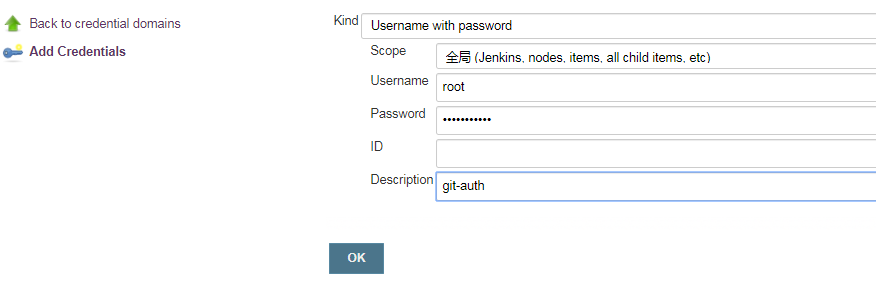 Back to credential domains
Add Credentials
Kind Username with password
Scope 全局 (Jenkins, nodes, items, all child items, etc)
Username root
Password •••••••••••
ID
Description git-auth
OK